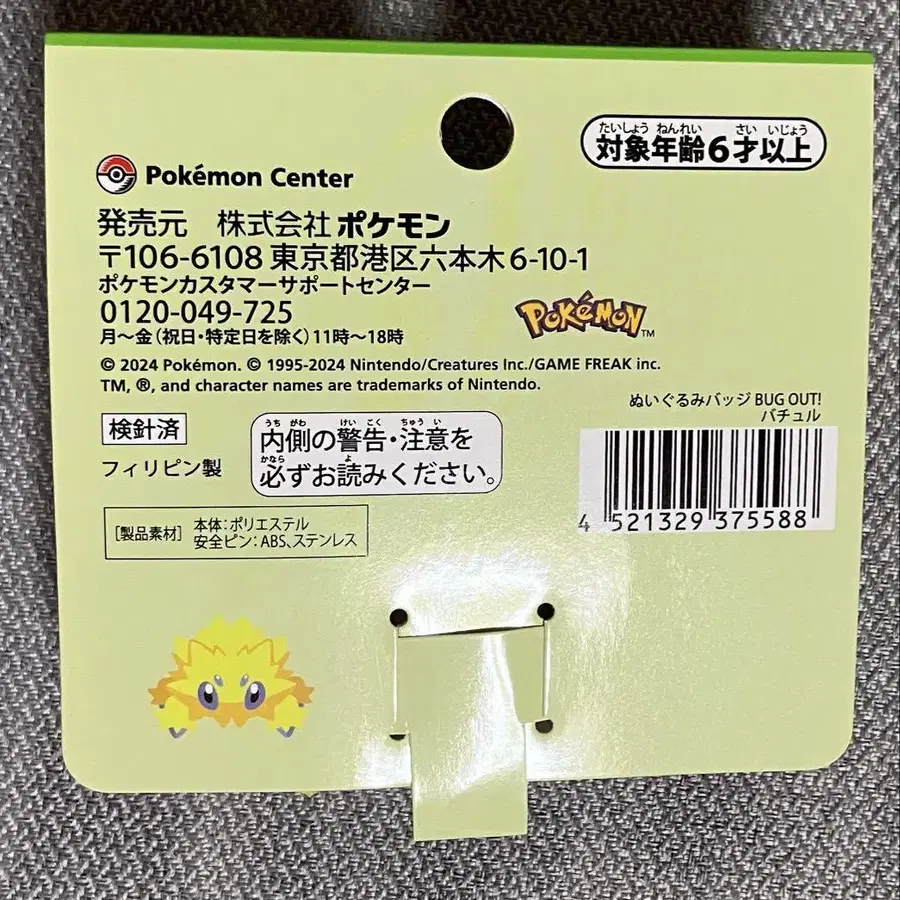 たいしょう ねんれい さい いじょう
対象年齢6才以上
Pokémon Center
発売元 株式会社 ポケモン
〒106-6108 東京都港区六本木6-10-1
ポケモンカスタマーサポートセンター
0120-049-725
月〜金(祝日・特定日を除く)11時〜18時
POKéMON TM
© 2024 Pokémon. © 1995-2024 Nintendo/Creatures Inc./GAME FREAK inc.
TM, ®, and character names are trademarks of Nintendo.
ぬいぐるみバッジ BUG OUT!
バチュル
検針済
フィリピン製
うち がわ けい こく ちゅう い
内側の警告・注意を
かなら よ
必ずお読みください。
4 521329 375588
[製品素材] 本体:ポリエステル
安全ピン:ABS、ステンレス